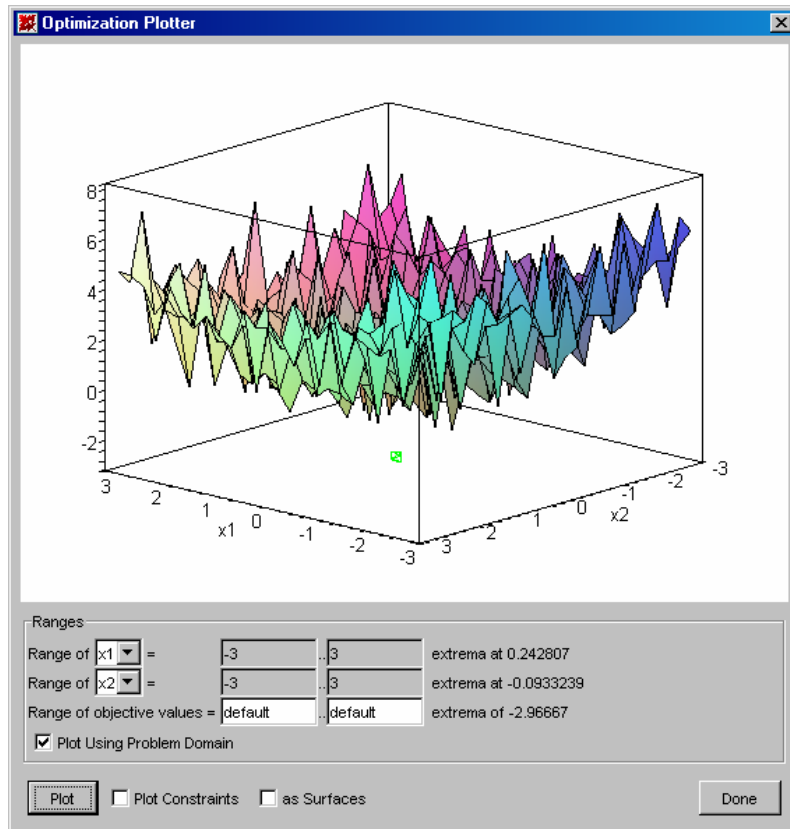 Optimization Plotter
8
6
4
2
0
-2
3
2
1
0
-1
-2
-3
x1
3
2
1
0
-1
-2
-3
x2
Ranges
Range of x1 = -3 .. 3 extrema at 0.242807
Range of x2 = -3 .. 3 extrema at -0.0933239
Range of objective values = default .. default extrema of -2.96667
Plot Using Problem Domain
Plot Plot Constraints as Surfaces Done